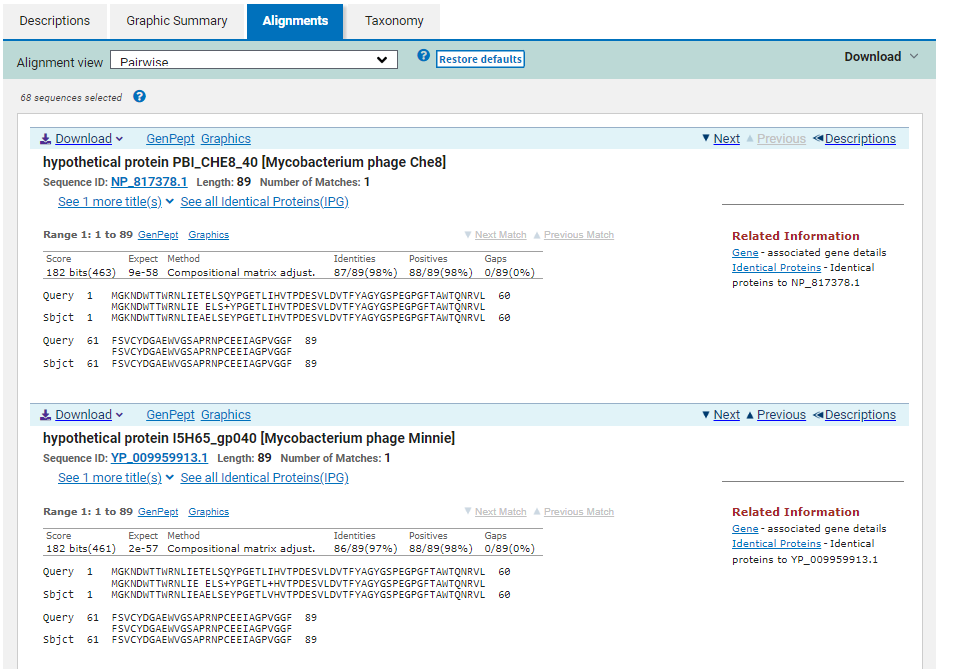 Descriptions Graphic Summary Alignments Taxonomy
Alignment view Pairwise ? Restore defaults Download
68 sequences selected ?
Download GenPept Graphics Next Previous Descriptions
hypothetical protein PBI_CHE8_40 [Mycobacterium phage Che8]
Sequence ID: NP_817378.1 Length: 89 Number of Matches: 1
See 1 more title(s) See all Identical Proteins(IPG)
Range 1: 1 to 89 GenPept Graphics Next Match Previous Match
Score Expect Method Identities Positives Gaps
182 bits(463) 9e-58 Compositional matrix adjust. 87/89(98%) 88/89(98%) 0/89(0%)
Query 1 MGKNDWTTWRNLIETELSQYPGETLIHVTPDESVLDVTFYAGYGSPEGPGFTAWTQNRVL 60
MGKNDWTTWRNLIE ELS+YPGETLIHVTPDESVLDVTFYAGYGSPEGPGFTAWTQNRVL
Sbjct 1 MGKNDWTTWRNLIEAELSEYPGETLIHVTPDESVLDVTFYAGYGSPEGPGFTAWTQNRVL 60
Query 61 FSVCYDGAEWVGSAPRNPCEEIAGPVGGF 89
FSVCYDGAEWVGSAPRNPCEEIAGPVGGF
Sbjct 61 FSVCYDGAEWVGSAPRNPCEEIAGPVGGF 89
Related Information
Gene - associated gene details
Identical Proteins - Identical
proteins to NP_817378.1
Download GenPept Graphics Next Previous Descriptions
hypothetical protein I5H65_gp040 [Mycobacterium phage Minnie]
Sequence ID: YP_009959913.1 Length: 89 Number of Matches: 1
See 1 more title(s) See all Identical Proteins(IPG)
Range 1: 1 to 89 GenPept Graphics Next Match Previous Match
Score Expect Method Identities Positives Gaps
182 bits(461) 2e-57 Compositional matrix adjust. 86/89(97%) 88/89(98%) 0/89(0%)
Query 1 MGKNDWTTWRNLIETELSQYPGETLIHVTPDESVLDVTFYAGYGSPEGPGFTAWTQNRVL 60
MGKNDWTTWRNLIE ELS+YPGETL+HVTPDESVLDVTFYAGYGSPEGPGFTAWTQNRVL
Sbjct 1 MGKNDWTTWRNLIEAELSEYPGETLVHVTPDESVLDVTFYAGYGSPEGPGFTAWTQNRVL 60
Query 61 FSVCYDGAEWVGSAPRNPCEEIAGPVGGF 89
FSVCYDGAEWVGSAPRNPCEEIAGPVGGF
Sbjct 61 FSVCYDGAEWVGSAPRNPCEEIAGPVGGF 89
Related Information
Gene - associated gene details
Identical Proteins - Identical
proteins to YP_009959913.1